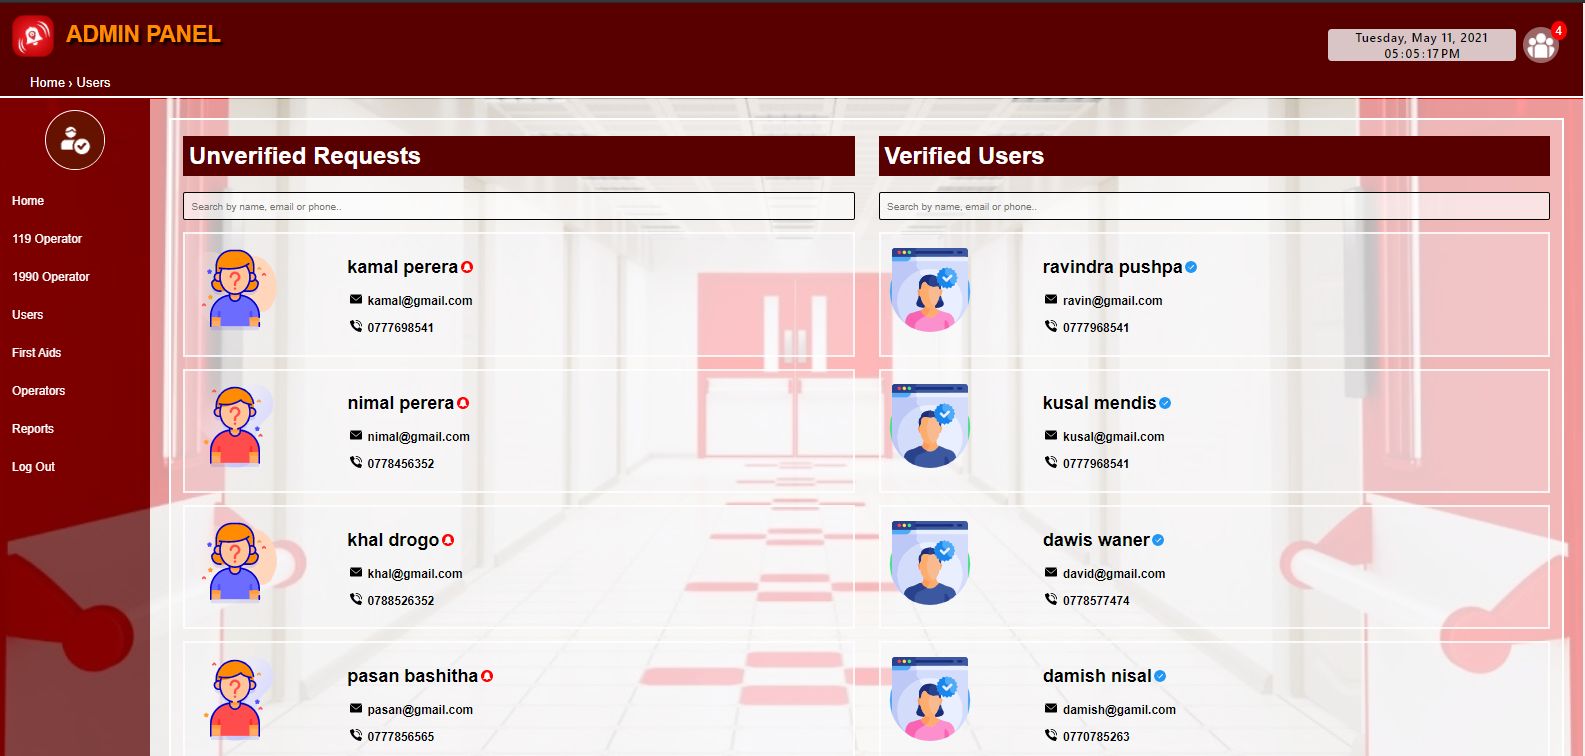 ADMIN PANEL
Tuesday, May 11, 2021
05:05:17 PM
4
Home › Users
Home
119 Operator
1990 Operator
Users
First Aids
Operators
Reports
Log Out
Unverified Requests
Search by name, email or phone..
kamal perera
kamal@gmail.com
0777698541
nimal perera
nimal@gmail.com
0778456352
khal drogo
khal@gmail.com
0788526352
pasan bashitha
pasan@gmail.com
0777856565
Verified Users
Search by name, email or phone..
ravindra pushpa
ravin@gmail.com
0777968541
kusal mendis
kusal@gmail.com
0777968541
dawis waner
david@gmail.com
0778577474
damish nisal
damish@gamil.com
0770785263